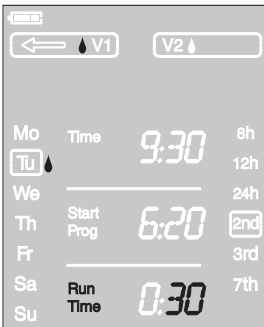 V1 V2
Mo Time 9:30 8h
Tu 12h
We 24h
Th Start Prog 6:20 2nd
Fr 3rd
Sa Run Time 0:30 7th
Su